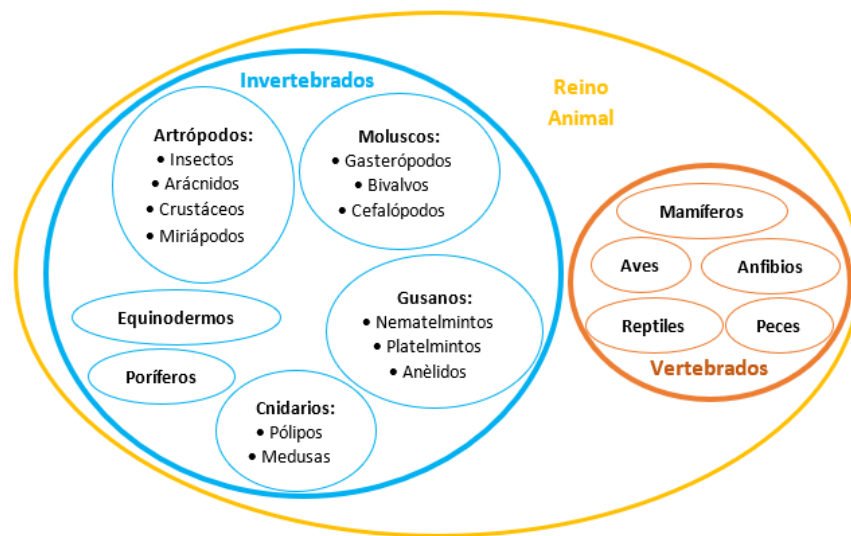 Invertebrados
Reino
Animal
Artrópodos:
• Insectos
• Arácnidos
• Crustáceos
• Miriápodos
Moluscos:
• Gasterópodos
• Bivalvos
• Cefalópodos
Equinodermos
Poríferos
Gusanos:
• Nematelmintos
• Platelmintos
• Anèlidos
Cnidarios:
• Pólipos
• Medusas
Mamíferos
Aves
Anfibios
Reptiles
Peces
Vertebrados